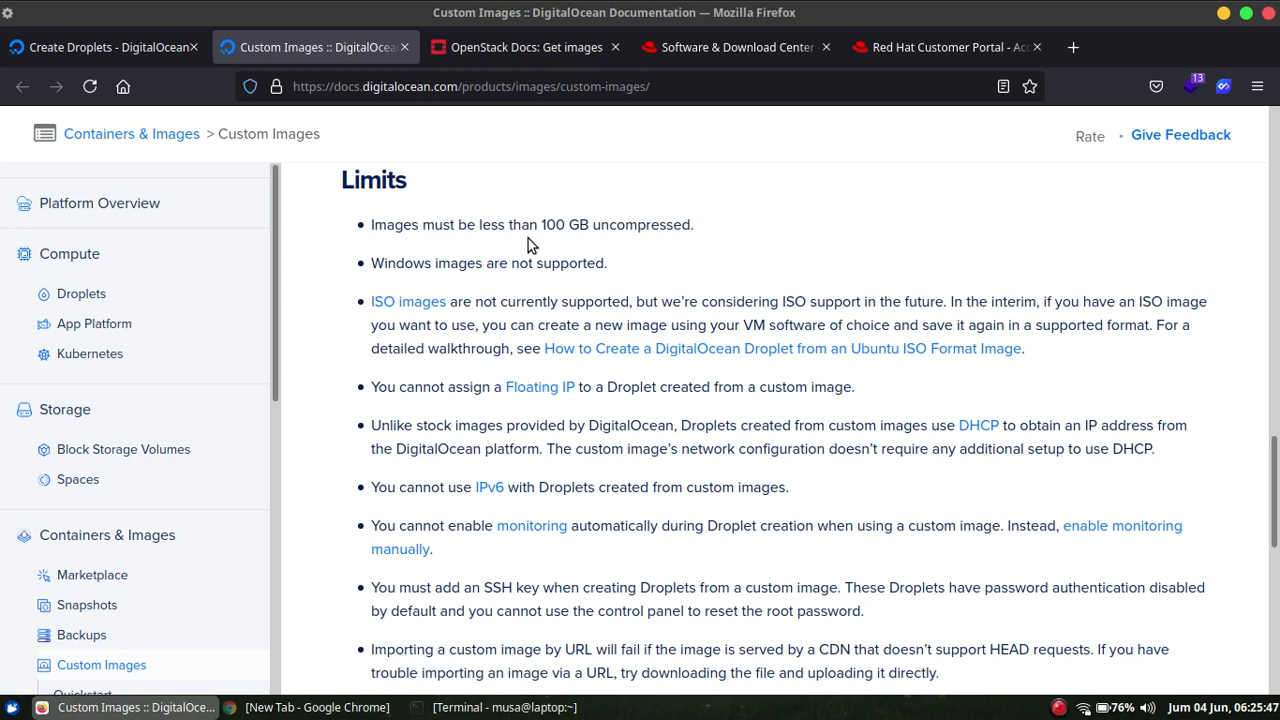 Custom Images :: DigitalOcean Documentation — Mozilla Firefox
Create Droplets - DigitalOcean
Custom Images :: DigitalOcea
OpenStack Docs: Get images
Software & Download Center
Red Hat Customer Portal - Acc
https://docs.digitalocean.com/products/images/custom-images/
13
Containers & Images > Custom Images
Rate • Give Feedback
Platform Overview
Compute
Droplets
App Platform
Kubernetes
Storage
Block Storage Volumes
Spaces
Containers & Images
Marketplace
Snapshots
Backups
Custom Images
Quickstart
Limits
• Images must be less than 100 GB uncompressed.
• Windows images are not supported.
• ISO images are not currently supported, but we're considering ISO support in the future. In the interim, if you have an ISO image
you want to use, you can create a new image using your VM software of choice and save it again in a supported format. For a
detailed walkthrough, see How to Create a DigitalOcean Droplet from an Ubuntu ISO Format Image.
• You cannot assign a Floating IP to a Droplet created from a custom image.
• Unlike stock images provided by DigitalOcean, Droplets created from custom images use DHCP to obtain an IP address from
the DigitalOcean platform. The custom image's network configuration doesn't require any additional setup to use DHCP.
• You cannot use IPv6 with Droplets created from custom images.
• You cannot enable monitoring automatically during Droplet creation when using a custom image. Instead, enable monitoring
manually.
• You must add an SSH key when creating Droplets from a custom image. These Droplets have password authentication disabled
by default and you cannot use the control panel to reset the root password.
• Importing a custom image by URL will fail if the image is served by a CDN that doesn't support HEAD requests. If you have
trouble importing an image via a URL, try downloading the file and uploading it directly.
Custom Images :: DigitalOce...
[New Tab - Google Chrome]
[Terminal - musa@laptop:~]
76%
Jum 04 Jun, 06:25:47